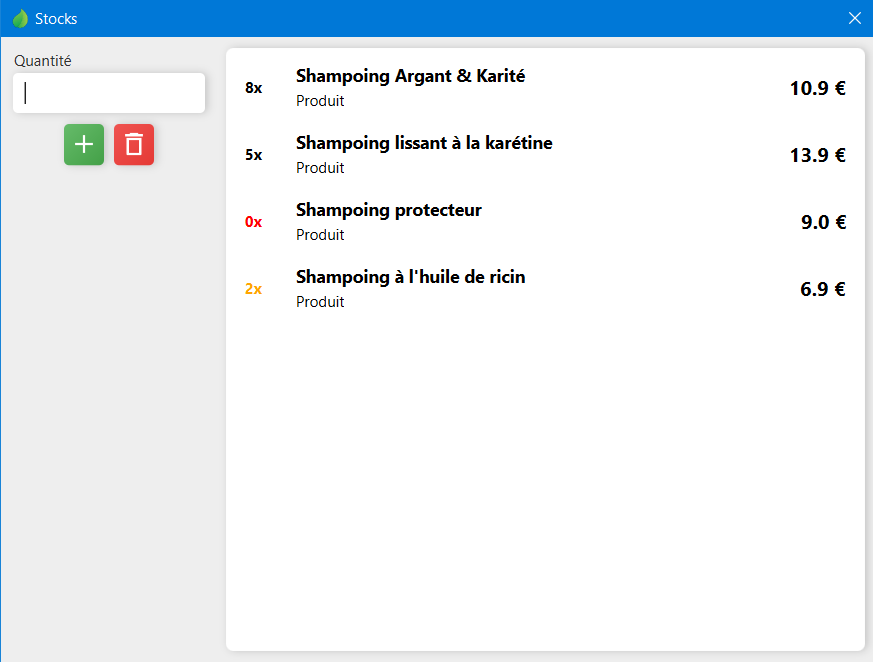 Stocks
Quantité
8x
Shampoing Argant & Karité
Produit
10.9 €
5x
Shampoing lissant à la karétine
Produit
13.9 €
0x
Shampoing protecteur
Produit
9.0 €
2x
Shampoing à l'huile de ricin
Produit
6.9 €